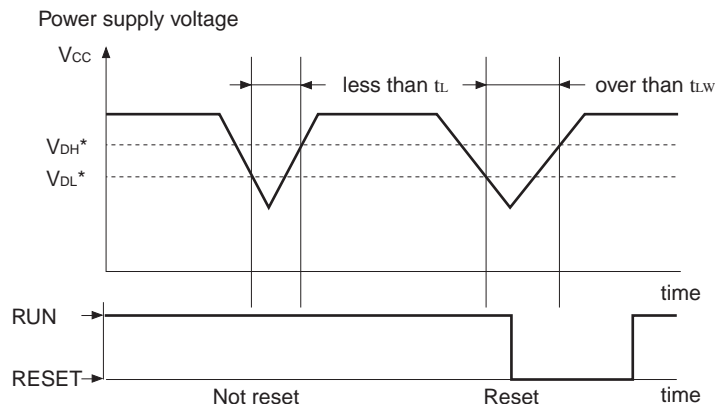 Power supply voltage
VCC
less than tL
over than tLW
VDH*
VDL*
time
RUN
RESET
time
Not reset
Reset